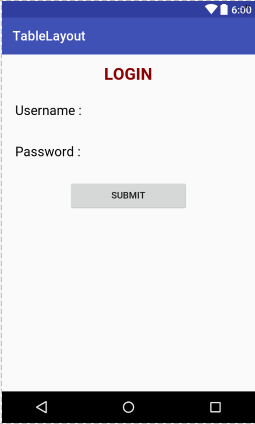 6:00
TableLayout
LOGIN
Username :
Password :
SUBMIT